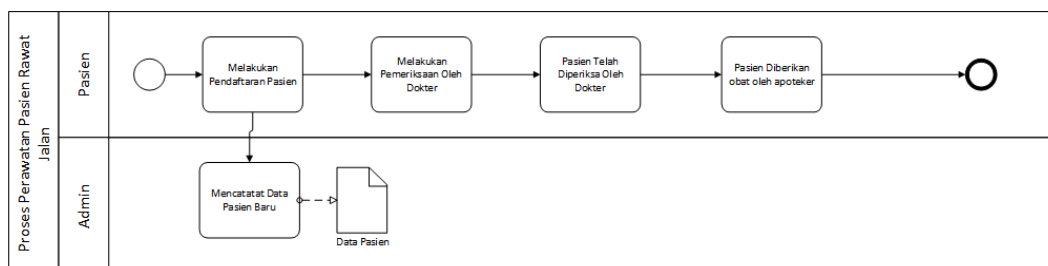 Proses Perawatan Pasien Rawat
Jalan
Pasien
Melakukan
Pendaftaran Pasien
Melakukan
Pemeriksaan Oleh
Dokter
Pasien Telah
Diperiksa Oleh
Dokter
Pasien Diberikan
obat oleh apoteker
Admin
Mencatatat Data
Pasien Baru
Data Pasien